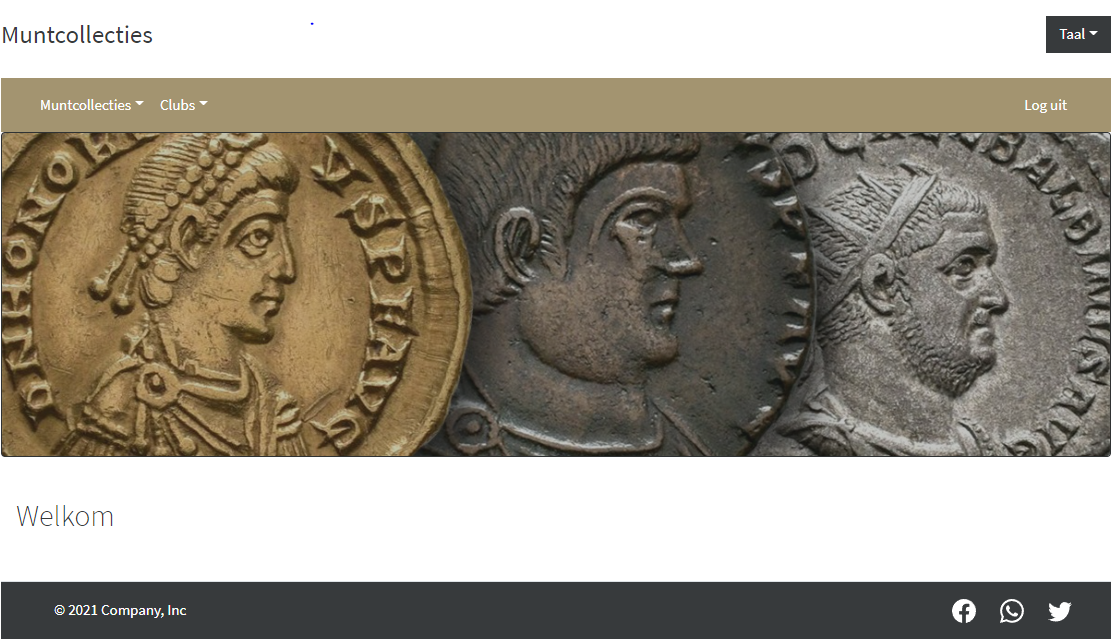 Muntcollecties
Taal
Muntcollecties
Clubs
Log uit
DN HONORI
VS P F AVG
Welkom
© 2021 Company, Inc